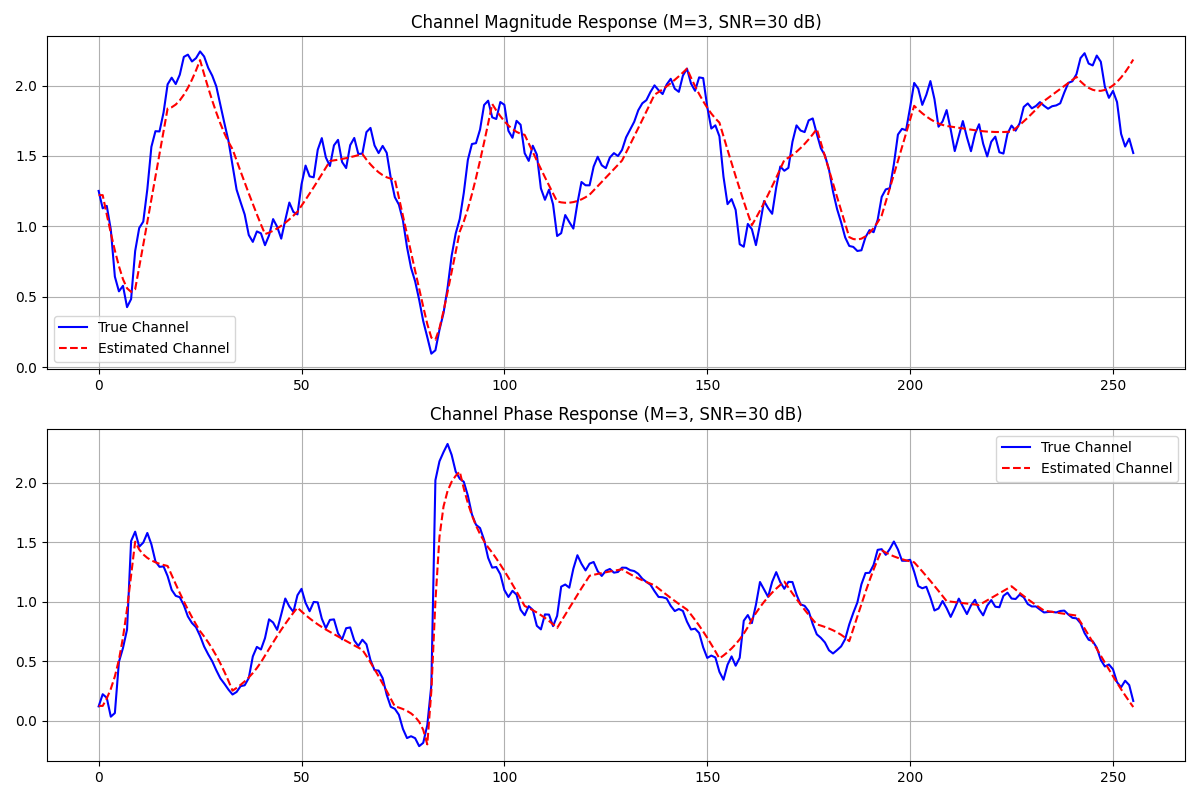 Channel Magnitude Response (M=3, SNR=30 dB)
2.0
1.5
1.0
0.5
0.0
True Channel
Estimated Channel
0 50 100 150 200 250
Channel Phase Response (M=3, SNR=30 dB)
True Channel
Estimated Channel
2.0
1.5
1.0
0.5
0.0
0 50 100 150 200 250